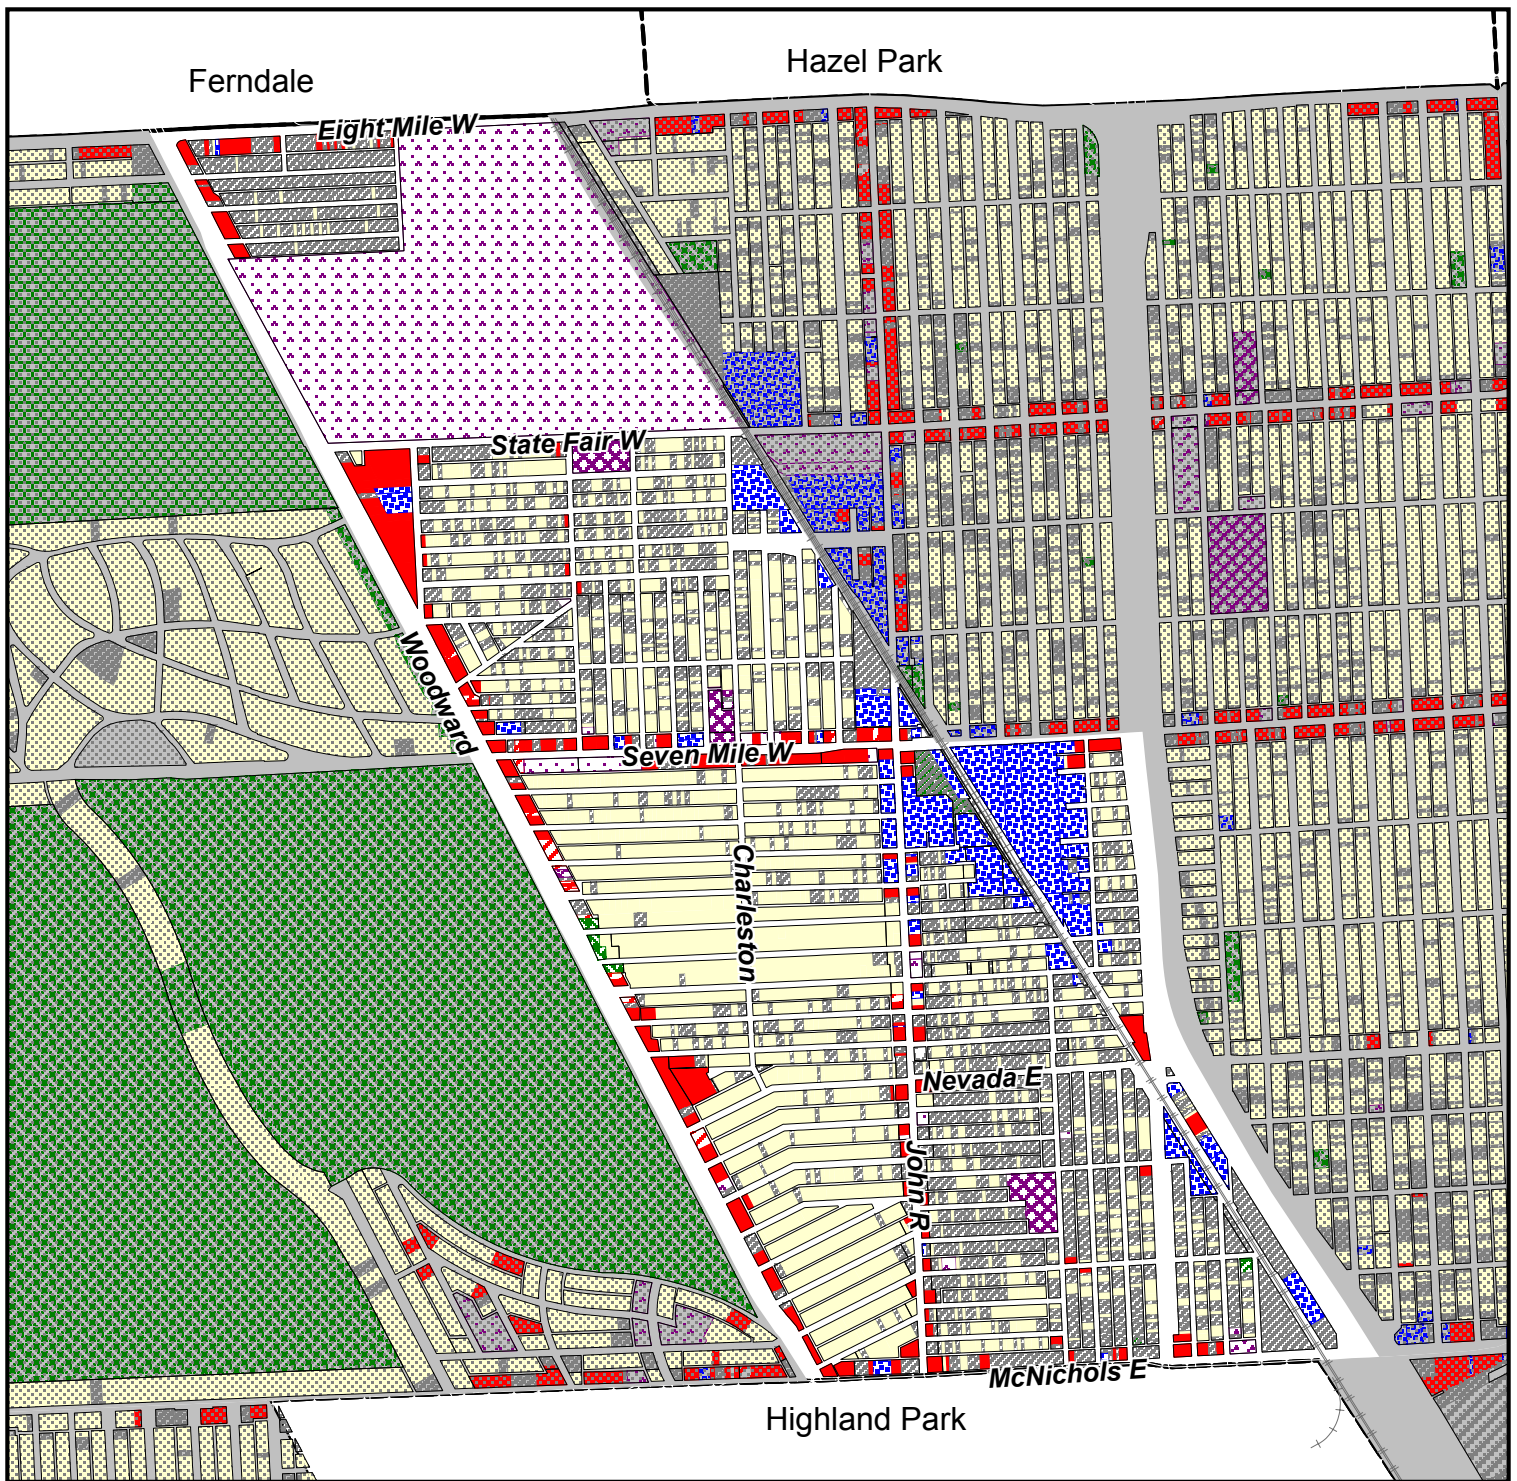 Hazel Park
Ferndale
Eight Mile W
State Fair W
Woodward
Seven Mile W
Charleston
Nevada E
John R
McNichols E
Highland Park